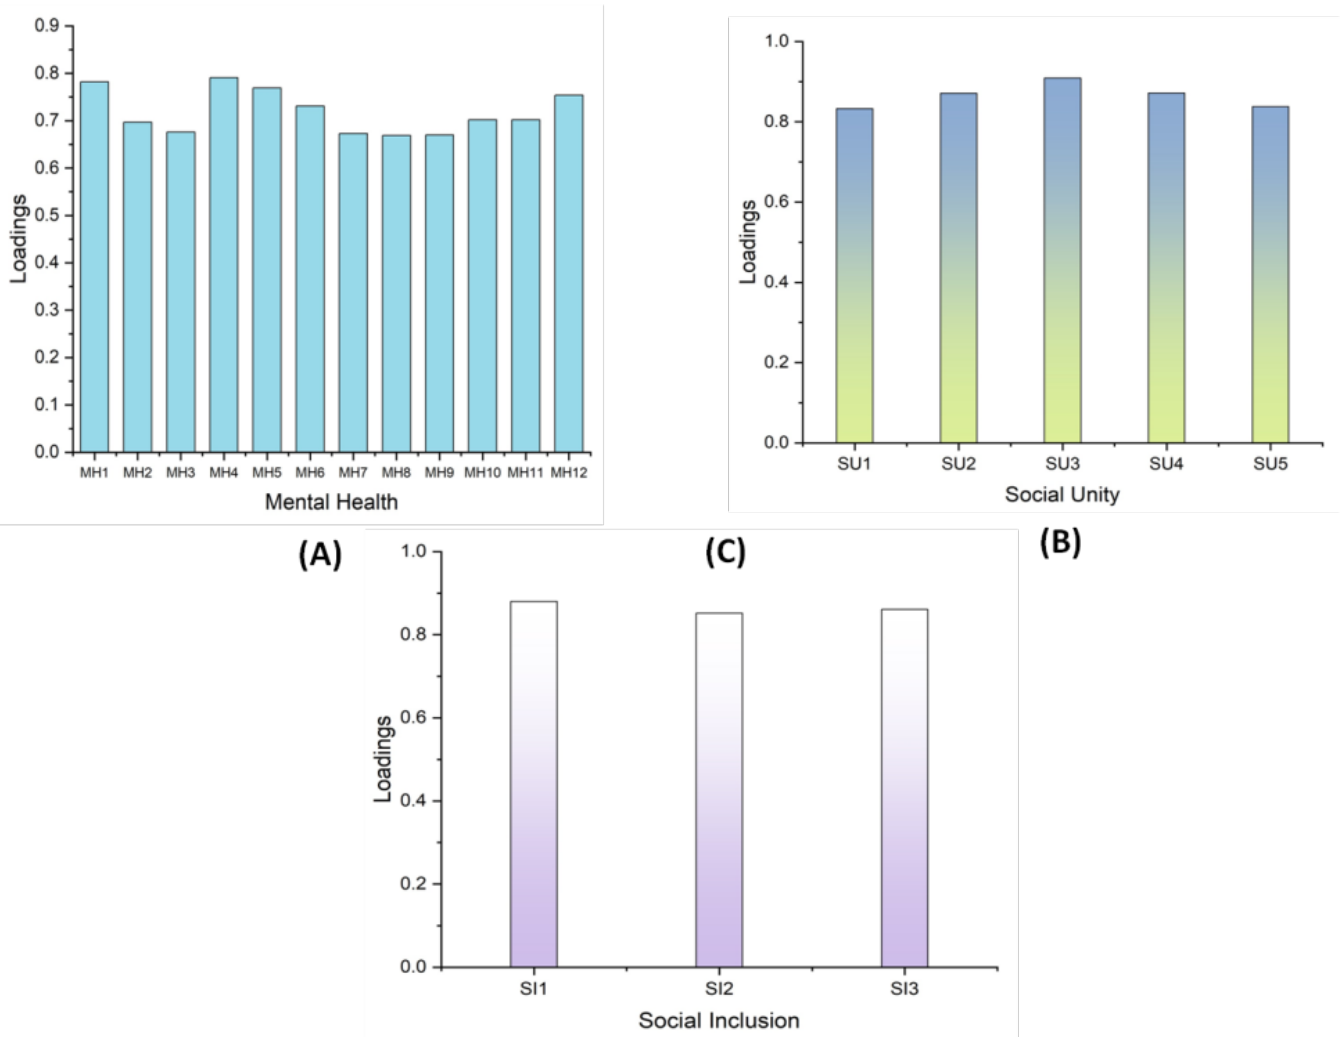 0.9
0.8
0.7
0.6
0.5
0.4
0.3
0.2
0.1
0.0
Loadings
MH1 MH2 MH3 MH4 MH5 MH6 MH7 MH8 MH9 MH10 MH11 MH12
Mental Health
(A)
1.0
0.8
0.6
0.4
0.2
0.0
Loadings
SU1 SU2 SU3 SU4 SU5
Social Unity
(B)
(C)
1.0
0.8
0.6
0.4
0.2
0.0
Loadings
SI1 SI2 SI3
Social Inclusion